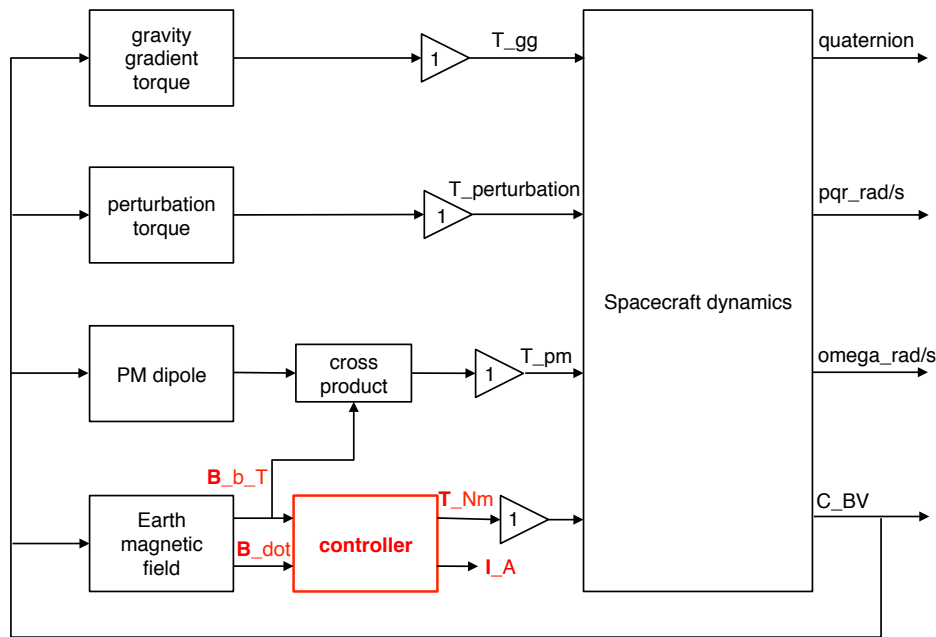 gravity
gradient
torque
1
T_gg
quaternion
perturbation
torque
1
T_perturbation
pqr_rad/s
Spacecraft dynamics
PM dipole
cross
product
1
T_pm
omega_rad/s
B_b_T
Earth
magnetic
field
B_dot
controller
T_Nm
1
I_A
C_BV